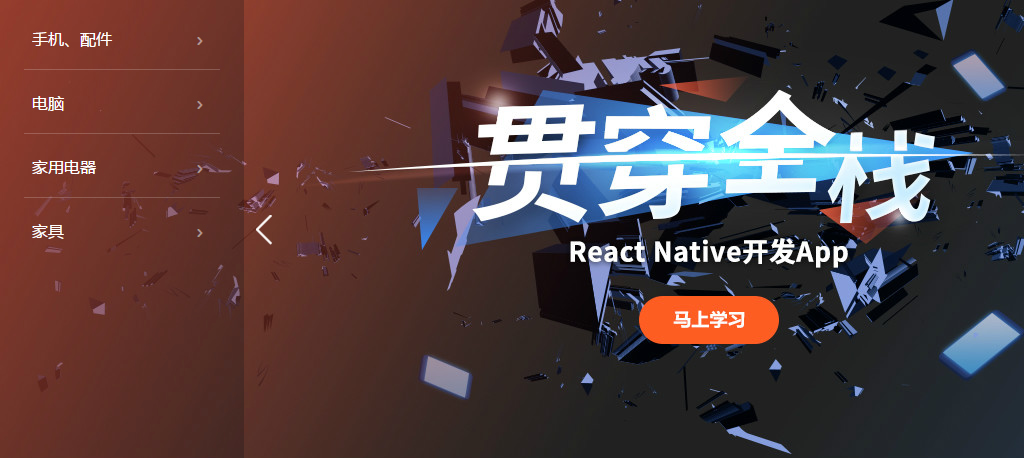 手机、配件
电脑
家用电器
家具
贯穿全栈
React Native开发App
马上学习